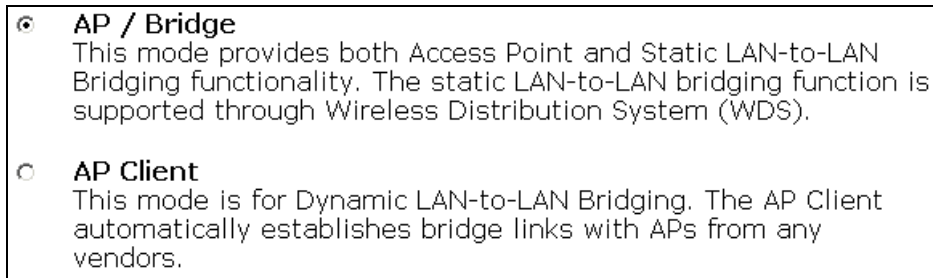 AP / Bridge
This mode provides both Access Point and Static LAN-to-LAN
Bridging functionality. The static LAN-to-LAN bridging function is
supported through Wireless Distribution System (WDS).
AP Client
This mode is for Dynamic LAN-to-LAN Bridging. The AP Client
automatically establishes bridge links with APs from any
vendors.